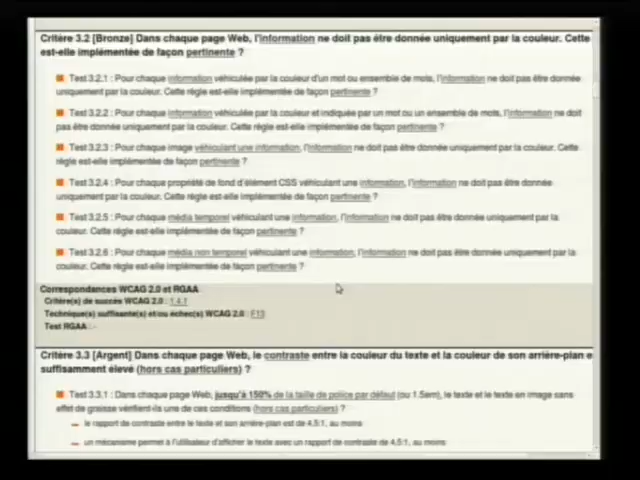 Critère 3.2 [Bronze] Dans chaque page Web, l'information ne doit pas être donnée uniquement par la couleur. Cette
est-elle implémentée de façon pertinente ?
Test 3.2.1 : Pour chaque information véhiculée par la couleur d'un mot ou ensemble de mots, l'information ne doit pas être donnée
uniquement par la couleur. Cette règle est-elle implémentée de façon pertinente ?
Test 3.2.2 : Pour chaque information véhiculée par la couleur et indiquée par un mot ou un ensemble de mots, l'information ne doit
pas être donnée uniquement par la couleur. Cette règle est-elle implémentée de façon pertinente ?
Test 3.2.3 : Pour chaque image véhiculant une information, l'information ne doit pas être donnée uniquement par la couleur. Cette
règle est-elle implémentée de façon pertinente ?
Test 3.2.4 : Pour chaque propriété de fond d'élément CSS véhiculant une information, l'information ne doit pas être donnée
uniquement par la couleur. Cette règle est-elle implémentée de façon pertinente ?
Test 3.2.5 : Pour chaque média temporel véhiculant une information, l'information ne doit pas être donnée uniquement par la
couleur. Cette règle est-elle implémentée de façon pertinente ?
Test 3.2.6 : Pour chaque média non temporel véhiculant une information, l'information ne doit pas être donnée uniquement par la
couleur. Cette règle est-elle implémentée de façon pertinente ?
Correspondances WCAG 2.0 et RGAA
Critère(s) de succès WCAG 2.0 : 1.4.1
Technique(s) suffisante(s) et/ou échec(s) WCAG 2.0 : F13
Test RGAA : -
Critère 3.3 [Argent] Dans chaque page Web, le contraste entre la couleur du texte et la couleur de son arrière-plan e
suffisamment élevé (hors cas particuliers) ?
Test 3.3.1 : Dans chaque page Web, jusqu'à 150% de la taille de police par défaut (ou 1.5em), le texte et le texte en image sans
effet de graisse vérifient-ils une de ces conditions (hors cas particuliers) ?
le rapport de contraste entre le texte et son arrière-plan est de 4,5:1, au moins
un mécanisme permet à l'utilisateur d'afficher le texte avec un rapport de contraste de 4,5:1, au moins